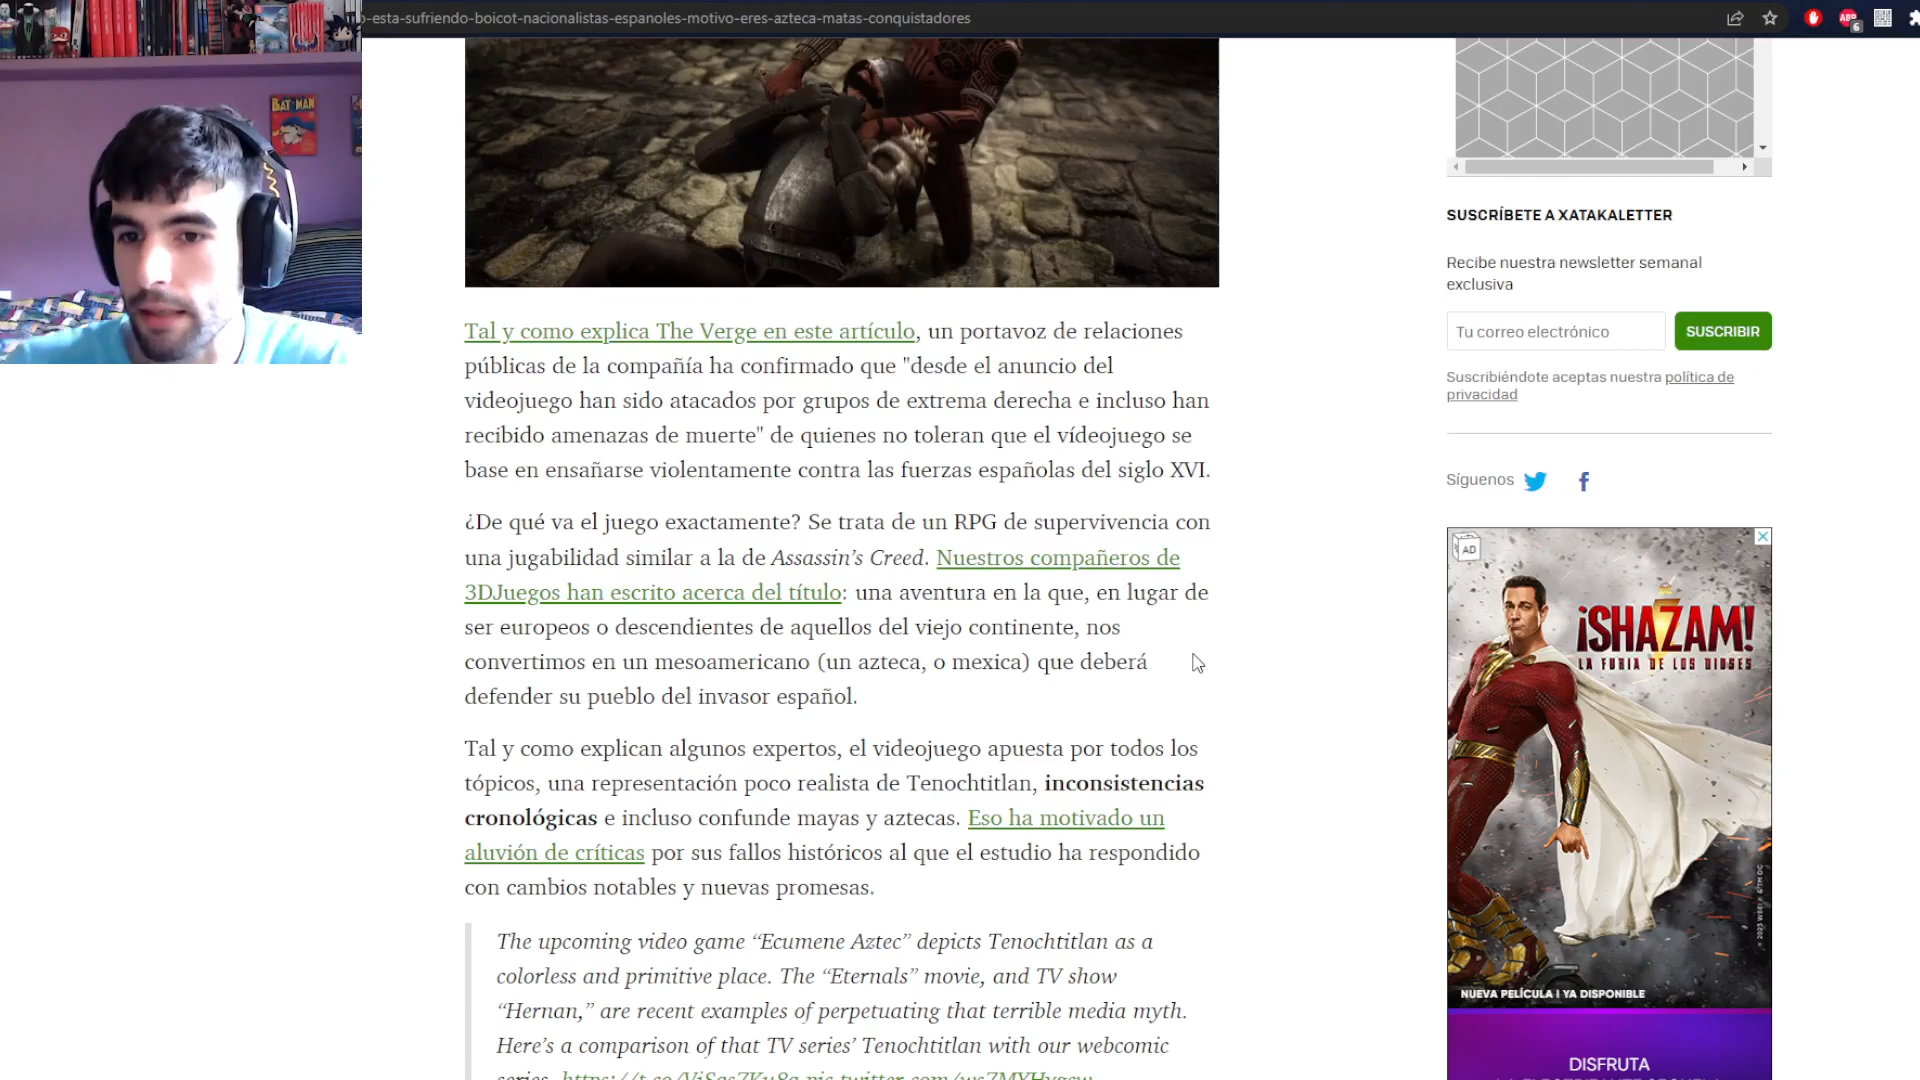 o-esta-sufriendo-boicot-nacionalistas-espanoles-motivo-eres-azteca-matas-conquistadores
ABP
6
BATMAN
SUSCRÍBETE A XATAKALETTER
Recibe nuestra newsletter semanal
exclusiva
Tu correo electrónico
SUSCRIBIR
Suscribiéndote aceptas nuestra política de
privacidad
Síguenos
Tal y como explica The Verge en este artículo, un portavoz de relaciones
públicas de la compañía ha confirmado que "desde el anuncio del
videojuego han sido atacados por grupos de extrema derecha e incluso han
recibido amenazas de muerte" de quienes no toleran que el vídeojuego se
base en ensañarse violentamente contra las fuerzas españolas del siglo XVI.
¿De qué va el juego exactamente? Se trata de un RPG de supervivencia con
una jugabilidad similar a la de Assassin’s Creed. Nuestros compañeros de
3DJuegos han escrito acerca del título: una aventura en la que, en lugar de
ser europeos o descendientes de aquellos del viejo continente, nos
convertimos en un mesoamericano (un azteca, o mexica) que deberá
defender su pueblo del invasor español.
Tal y como explican algunos expertos, el videojuego apuesta por todos los
tópicos, una representación poco realista de Tenochtitlan, inconsistencias
cronológicas e incluso confunde mayas y aztecas. Eso ha motivado un
aluvión de críticas por sus fallos históricos al que el estudio ha respondido
con cambios notables y nuevas promesas.
The upcoming video game “Ecumene Aztec” depicts Tenochtitlan as a
colorless and primitive place. The “Eternals” movie, and TV show
“Hernan,” are recent examples of perpetuating that terrible media myth.
Here’s a comparison of that TV series’ Tenochtitlan with our webcomic
series.
AD
¡SHAZAM!
LA FURIA DE LOS DIOSES
NUEVA PELÍCULA | YA DISPONIBLE
DISFRUTA